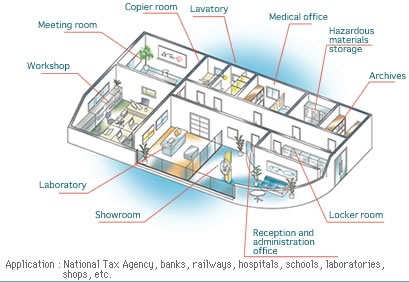 Copier room
Lavatory
Medical office
Meeting room
Hazardous
materials
storage
Workshop
Archives
Laboratory
Showroom
Locker room
Reception and
administration
office
Application : National Tax Agency, banks, railways, hospitals, schools, laboratories,
shops, etc.